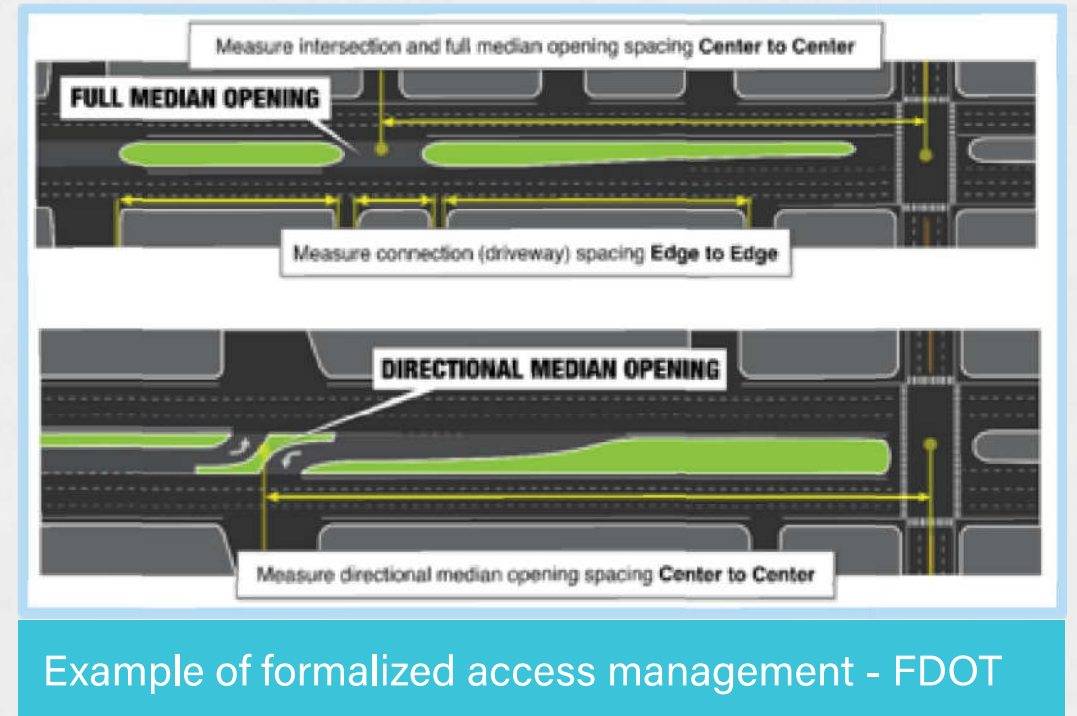 Measure intersection and full median opening spacing Center to Center
FULL MEDIAN OPENING
Measure connection (driveway) spacing Edge to Edge
DIRECTIONAL MEDIAN OPENING
Measure directional median opening spacing Center to Center
Example of formalized access management - FDOT